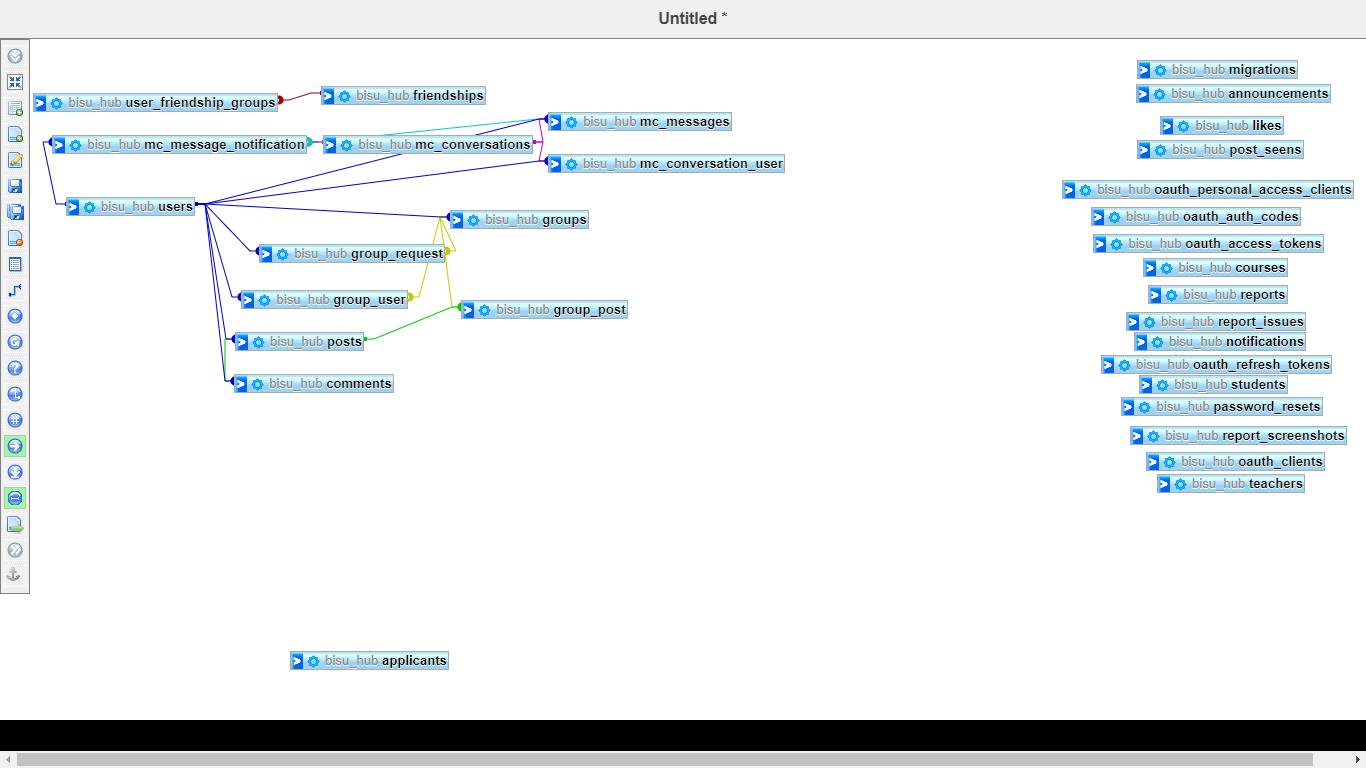 Untitled *
bisu_hub user_friendship_groups
bisu_hub friendships
bisu_hub mc_messages
bisu_hub mc_message_notification
bisu_hub mc_conversations
bisu_hub mc_conversation_user
bisu_hub users
bisu_hub groups
bisu_hub group_request
bisu_hub group_user
bisu_hub group_post
bisu_hub posts
bisu_hub comments
bisu_hub applicants
bisu_hub migrations
bisu_hub announcements
bisu_hub likes
bisu_hub post_seens
bisu_hub oauth_personal_access_clients
bisu_hub oauth_auth_codes
bisu_hub oauth_access_tokens
bisu_hub courses
bisu_hub reports
bisu_hub report_issues
bisu_hub notifications
bisu_hub oauth_refresh_tokens
bisu_hub students
bisu_hub password_resets
bisu_hub report_screenshots
bisu_hub oauth_clients
bisu_hub teachers